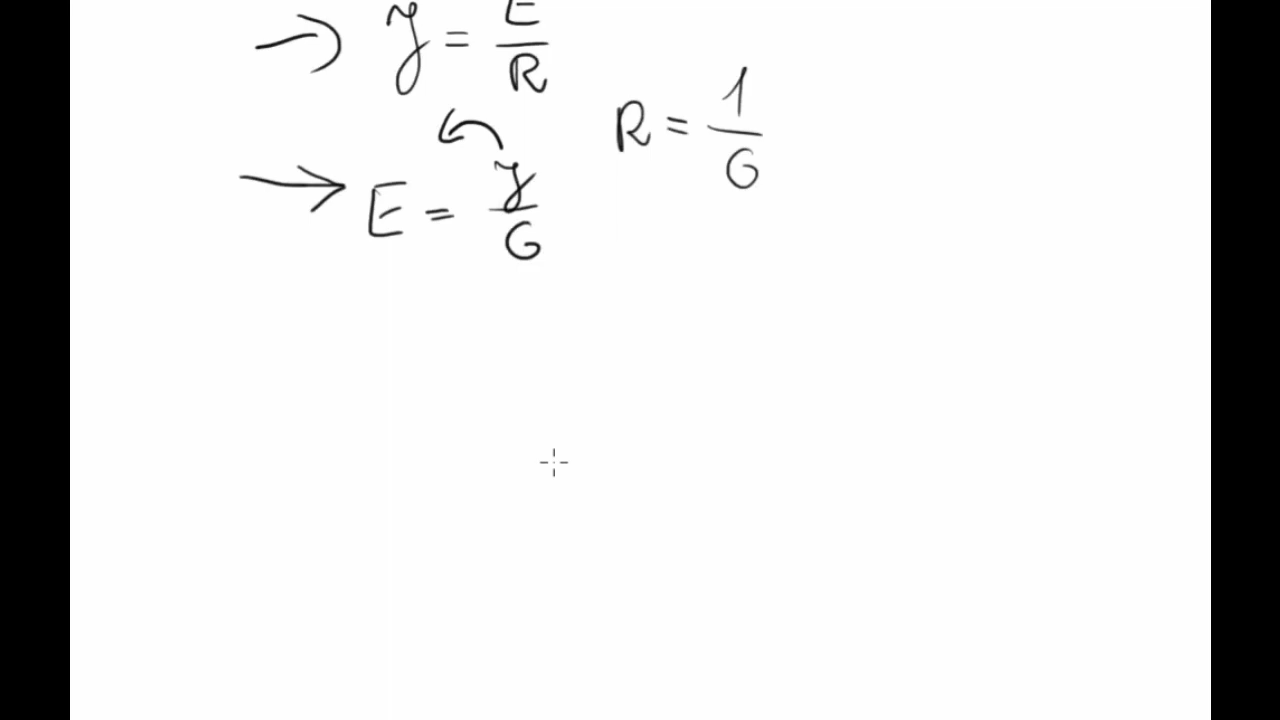 → J = E/R
R = 1/G
→ E = J/G